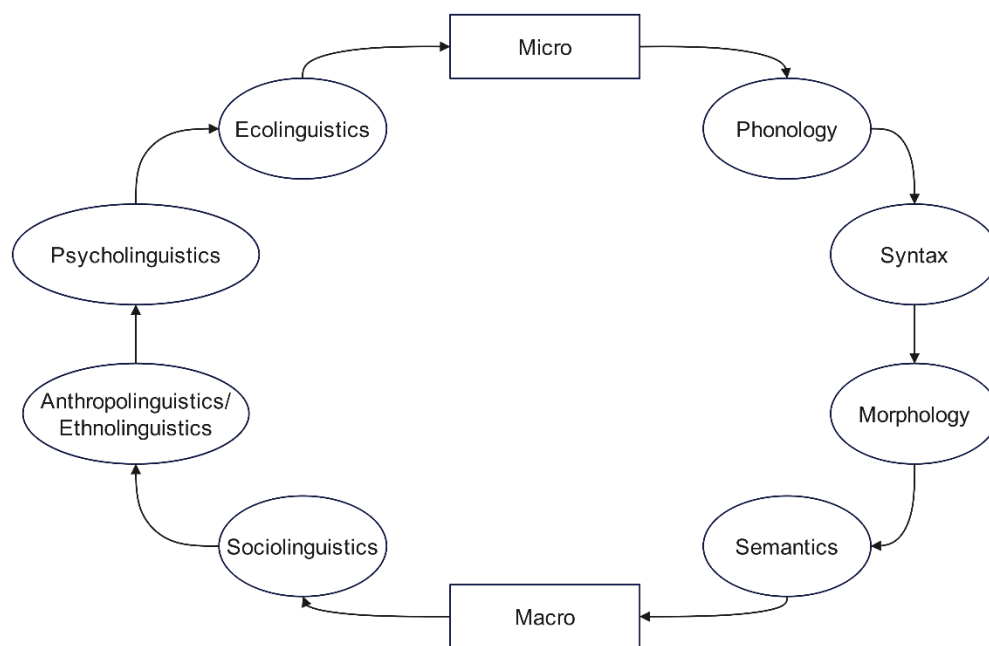 Micro
Phonology
Syntax
Morphology
Semantics
Macro
Sociolinguistics
Anthropolinguistics/
Ethnolinguistics
Psycholinguistics
Ecolinguistics